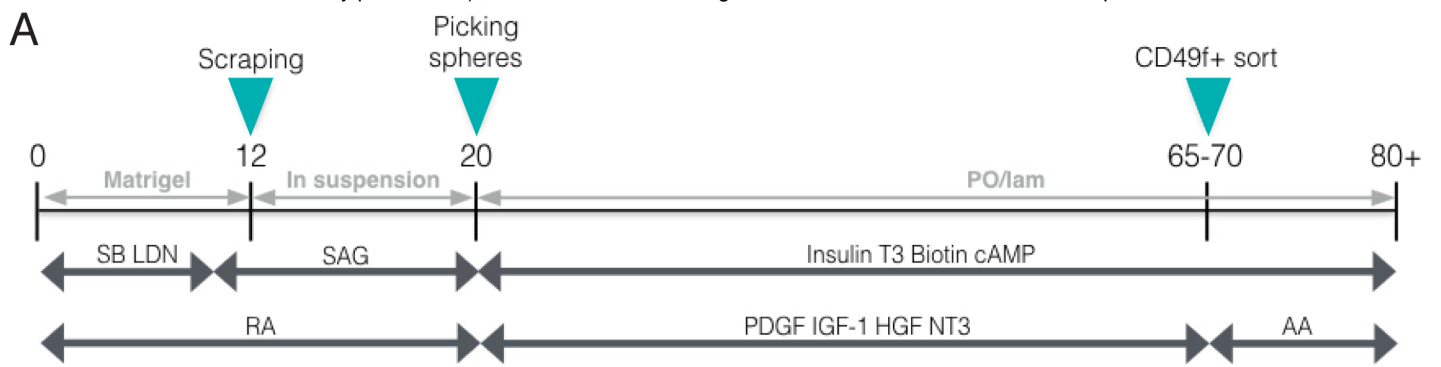 A
Scraping
Picking
spheres
CD49f+ sort
0
12
20
65-70
80+
Matrigel
In suspension
PO/lam
SB LDN
SAG
Insulin T3 Biotin cAMP
RA
PDGF IGF-1 HGF NT3
AA